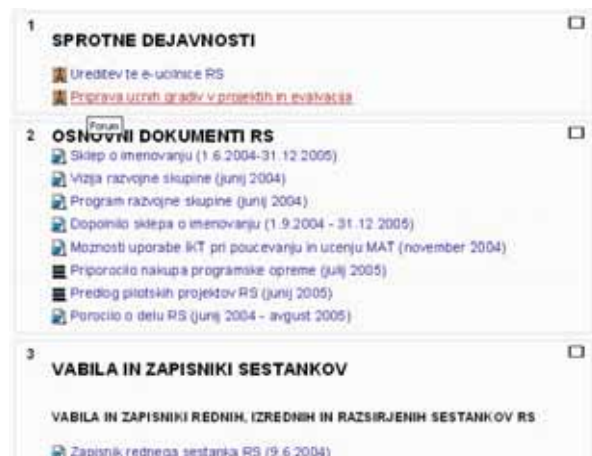 1
SPROTNE DEJAVNOSTI
Ureditev te e-ucilnice RS
Priprava ucnih gradiv v projektih in evalvacija
Forum
2 OSNOVNI DOKUMENTI RS
Sklep o imenovanju (1.6.2004-31.12.2005)
Vizija razvojne skupine (junij 2004)
Program razvojne skupine (junij 2004)
Dopolnilo sklepa o imenovanju (1.9.2004 - 31.12.2005)
Moznosti uporabe IKT pri poucevanju in ucenju MAT (november 2004)
Priporocilo nakupa programske opreme (julij 2005)
Predlog pilotskih projektov RS (junij 2005)
Porocilo o delu RS (junij 2004 - avgust 2005)
3
VABILA IN ZAPISNIKI SESTANKOV
VABILA IN ZAPISNIKI REDNIH, IZREDNIH IN RAZSIRJENIH SESTANKOV RS
Zapisnik rednega sestanka RS (9.6.2004)